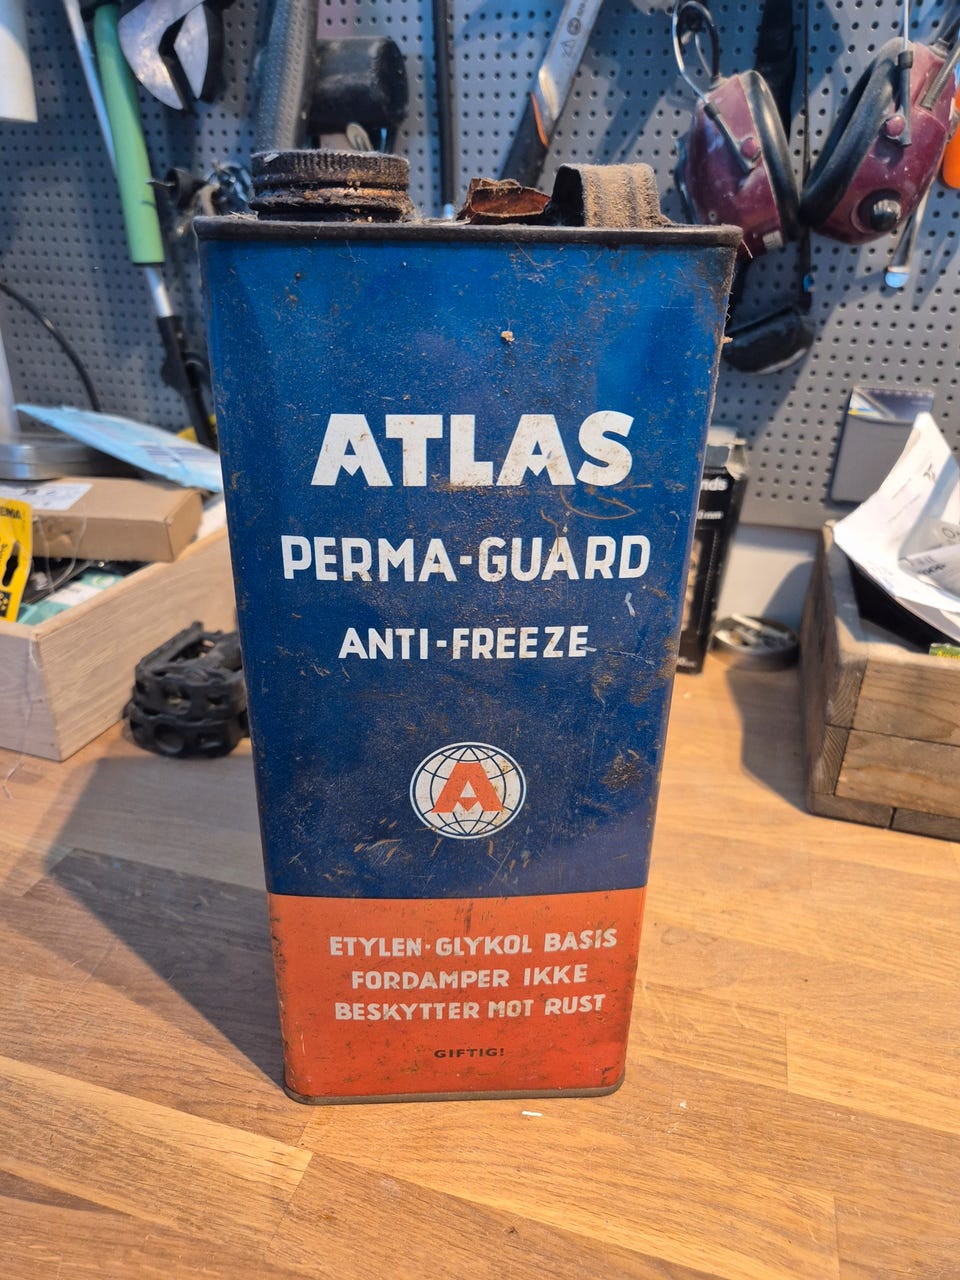 ATLAS
PERMA-GUARD
ANTI-FREEZE
A
ETYLEN-GLYKOL BASIS
FORDAMPER IKKE
BESKYTTER MOT RUST
GIFTIG!